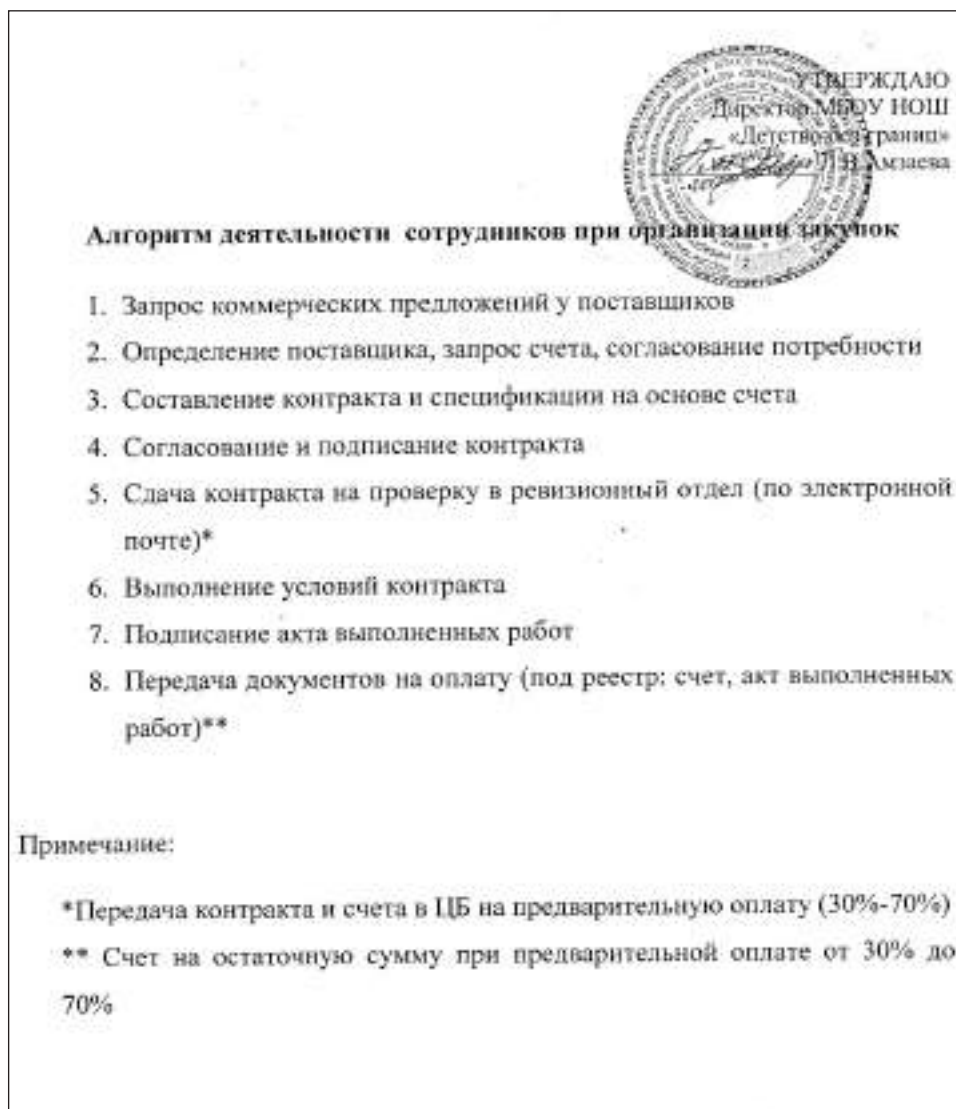 УТВЕРЖДАЮ
Директор МБОУ НОШ
«Детство без границ»
Амзаева
Алгоритм деятельности сотрудников при организации закупок
1. Запрос коммерческих предложений у поставщиков
2. Определение поставщика, запрос счета, согласование потребности
3. Составление контракта и спецификации на основе счета
4. Согласование и подписание контракта
5. Сдача контракта на проверку в ревизионный отдел (по электронной
почте)*
6. Выполнение условий контракта
7. Подписание акта выполненных работ
8. Передача документов на оплату (под реестр: счет, акт выполненных
работ)**
Примечание:
*Передача контракта и счета в ЦБ на предварительную оплату (30%-70%)
** Счет на остаточную сумму при предварительной оплате от 30% до
70%